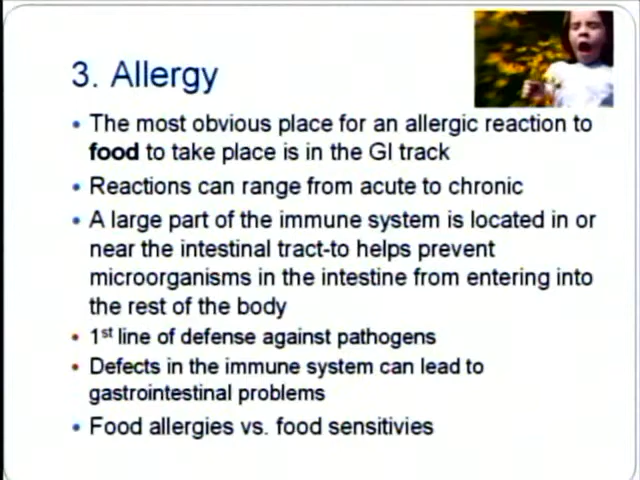 3. Allergy
• The most obvious place for an allergic reaction to
food to take place is in the GI track
• Reactions can range from acute to chronic
• A large part of the immune system is located in or
near the intestinal tract-to helps prevent
microorganisms in the intestine from entering into
the rest of the body
• 1st line of defense against pathogens
• Defects in the immune system can lead to
gastrointestinal problems
• Food allergies vs. food sensitivies